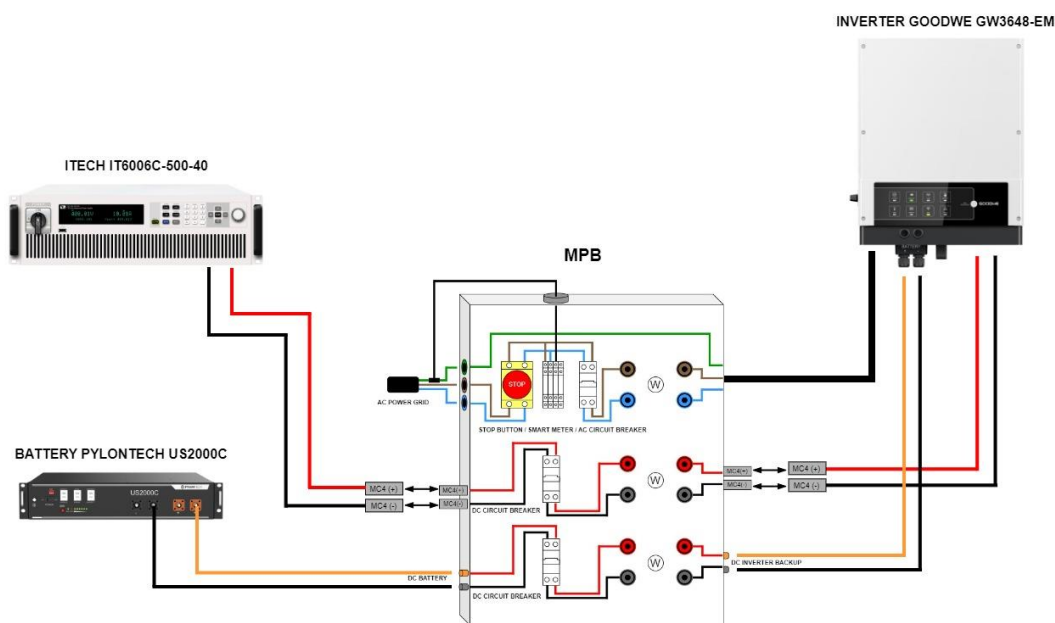 INVERTER GOODWE GW3648-EM
ITECH IT6006C-500-40
MPB
BATTERY
GOODWE
STOP
W
AC POWER GRID
STOP BUTTON / SMART METER / AC CIRCUIT BREAKER
BATTERY PYLONTECH US2000C
US2000C
MC4 (+)
MC4(+)
W
MC4(+)
MC4 (+)
MC4 (-)
MC4(-)
MC4(-)
MC4 (-)
DC CIRCUIT BREAKER
W
DC INVERTER BACKUP
DC BATTERY
DC CIRCUIT BREAKER